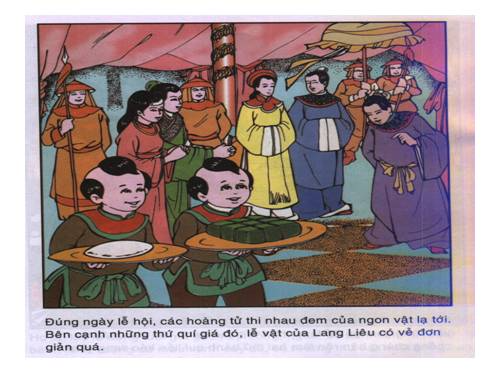 Đúng ngày lễ hội, các hoàng tử thi nhau đem của ngon vật lạ tới.
Bên cạnh những thứ quí giá đó, lễ vật của Lang Liêu có vẻ đơn
giản quá.